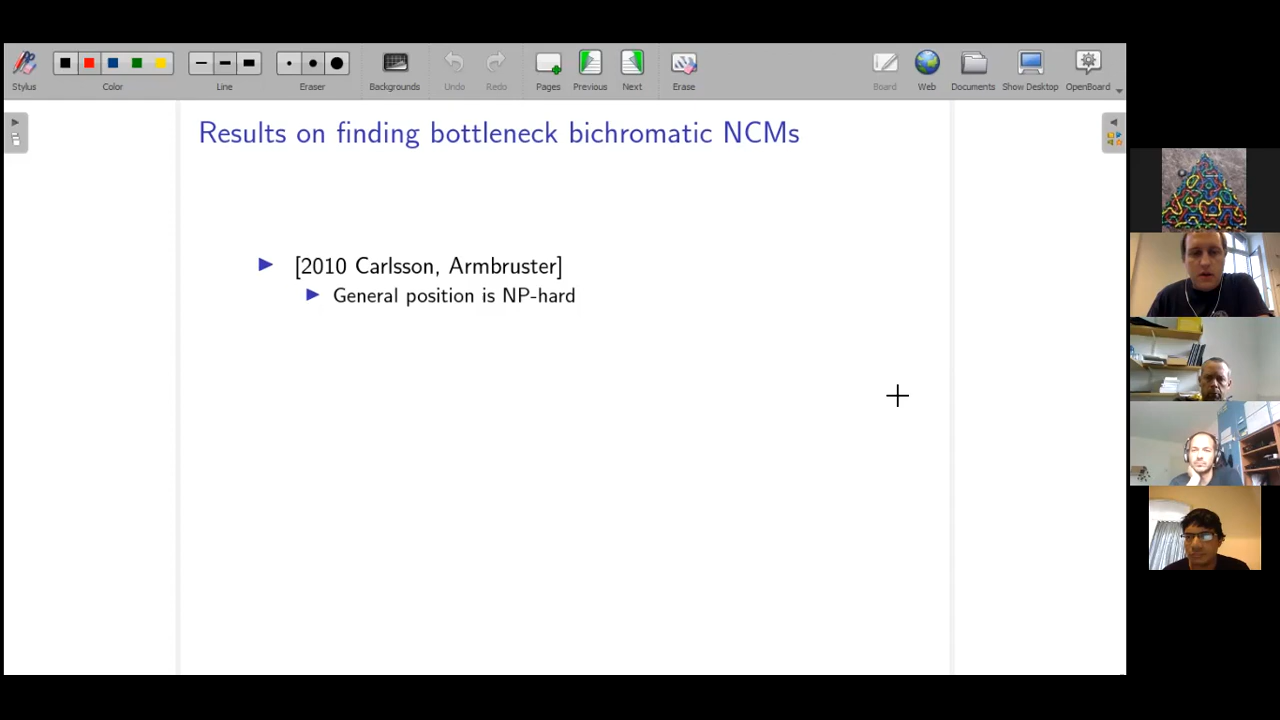 Stylus Color Line Eraser Backgrounds Undo Redo Pages Previous Next Erase Board Web Documents Show Desktop OpenBoard
Results on finding bottleneck bichromatic NCMs
[2010 Carlsson, Armbruster]
General position is NP-hard